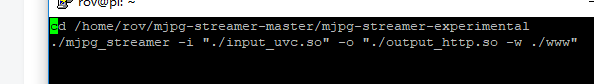 rov@pi: ~
cd /home/rov/mjpg-streamer-master/mjpg-streamer-experimental
./mjpg_streamer -i "./input_uvc.so" -o "./output_http.so -w ./www"